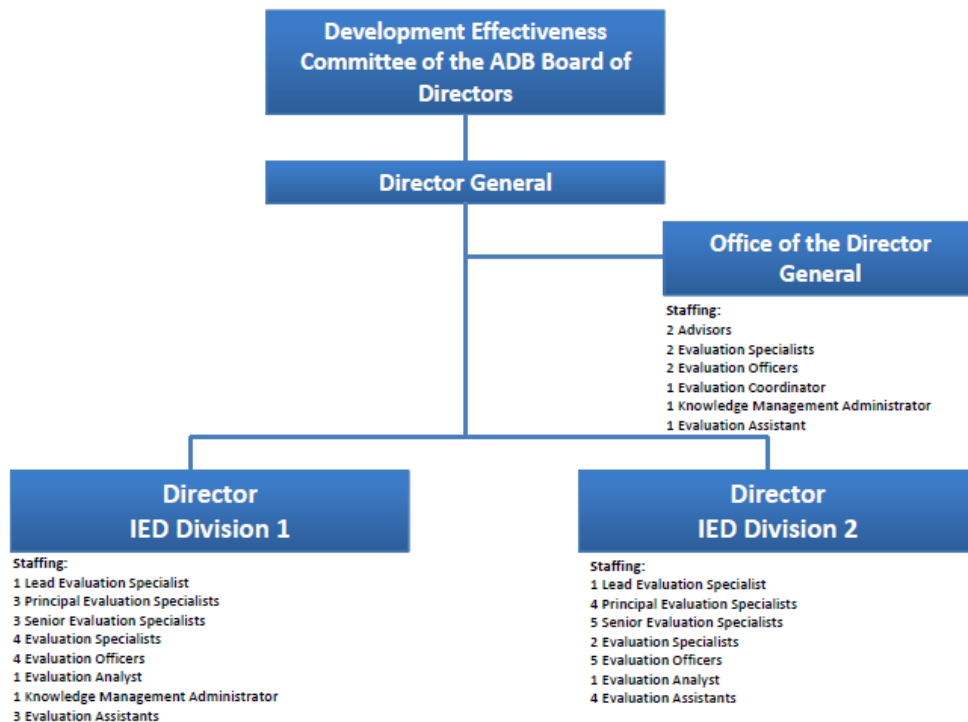 Development Effectiveness
Committee of the ADB Board of
Directors
Director General
Office of the Director
General
Staffing:
2 Advisors
2 Evaluation Specialists
2 Evaluation Officers
1 Evaluation Coordinator
1 Knowledge Management Administrator
1 Evaluation Assistant
Director
IED Division 1
Staffing:
1 Lead Evaluation Specialist
3 Principal Evaluation Specialists
3 Senior Evaluation Specialists
4 Evaluation Specialists
4 Evaluation Officers
1 Evaluation Analyst
1 Knowledge Management Administrator
3 Evaluation Assistants
Director
IED Division 2
Staffing:
1 Lead Evaluation Specialist
4 Principal Evaluation Specialists
5 Senior Evaluation Specialists
2 Evaluation Specialists
5 Evaluation Officers
1 Evaluation Analyst
4 Evaluation Assistants